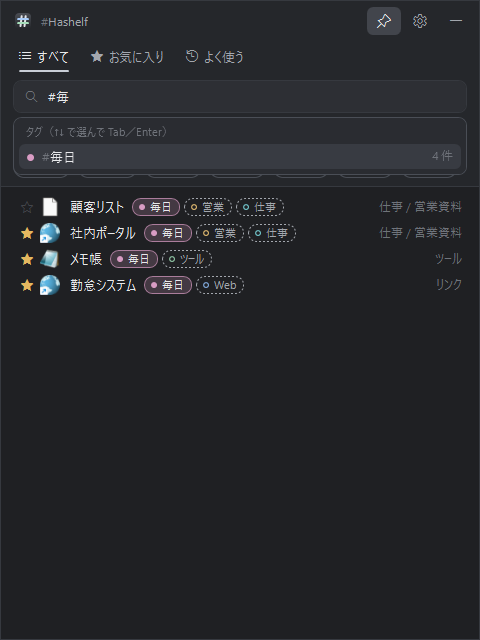 #Hashelf
すべて お気に入り よく使う
#毎
タグ（↑↓ で選んで Tab／Enter）
#毎日 4 件
顧客リスト 毎日 営業 仕事 仕事 / 営業資料
社内ポータル 毎日 営業 仕事 仕事 / 営業資料
メモ帳 毎日 ツール ツール
勤怠システム 毎日 Web リンク